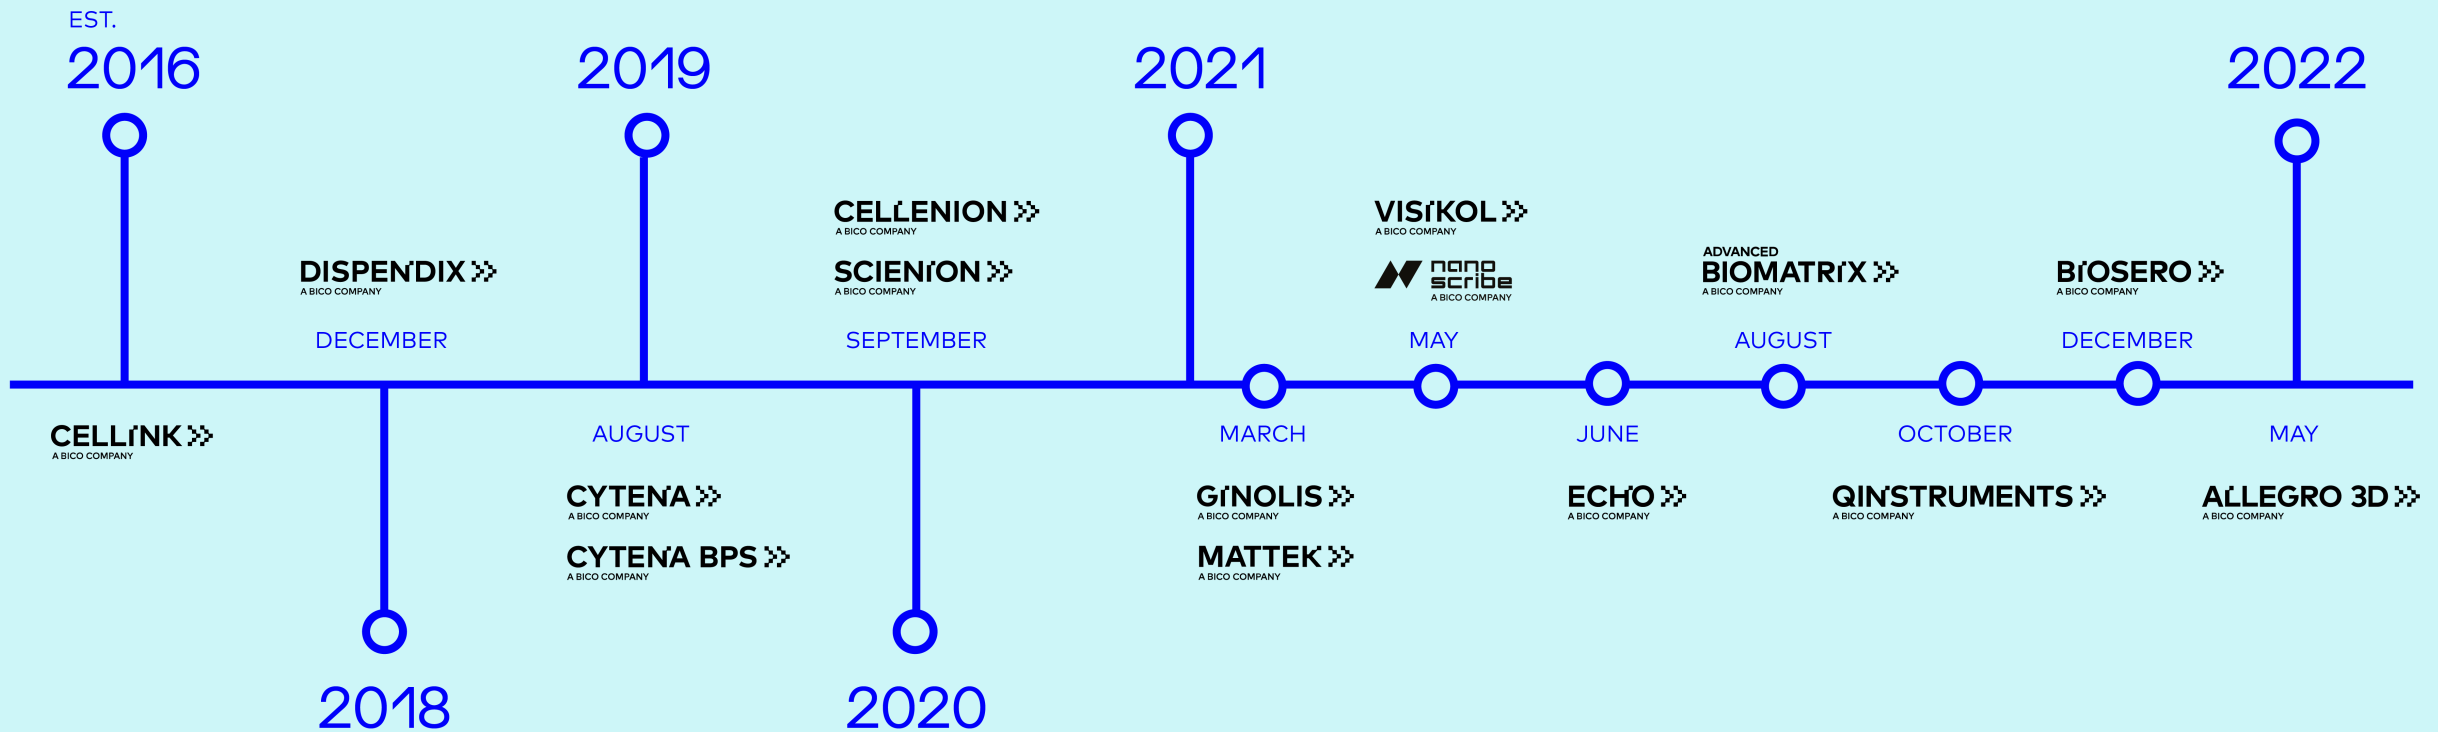 EST.
2016
CELLINK
A BICO COMPANY
DISPENDIX
A BICO COMPANY
DECEMBER
2018
2019
AUGUST
CYTENA
A BICO COMPANY
CYTENA BPS
A BICO COMPANY
CELLENION
A BICO COMPANY
SCIENION
A BICO COMPANY
SEPTEMBER
2020
2021
MARCH
GINOLIS
A BICO COMPANY
MATTEK
A BICO COMPANY
VISIKOL
A BICO COMPANY
nano
scribe
A BICO COMPANY
MAY
JUNE
ECHO
A BICO COMPANY
ADVANCED
BIOMATRIX
A BICO COMPANY
AUGUST
OCTOBER
QINSTRUMENTS
A BICO COMPANY
BIOSERO
A BICO COMPANY
DECEMBER
2022
MAY
ALLEGRO 3D
A BICO COMPANY